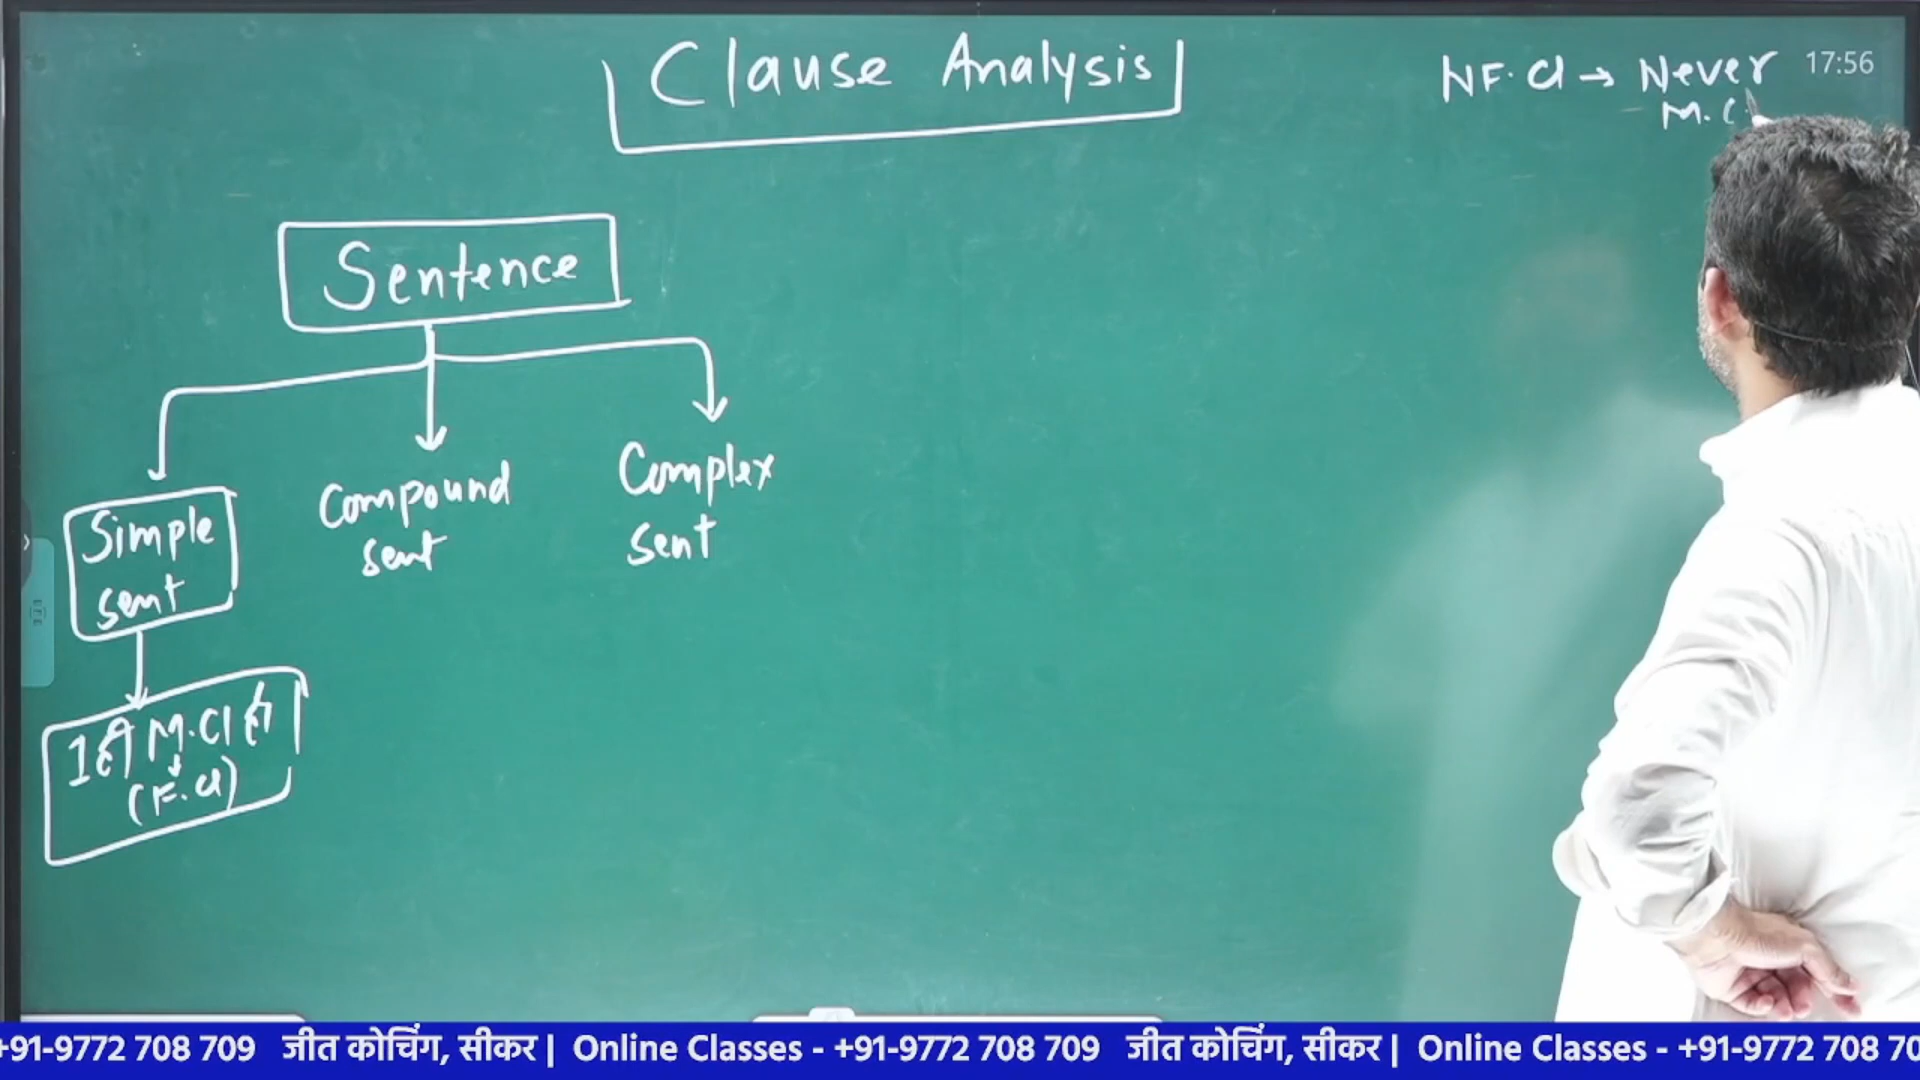 Clause Analysis
NF. Cl → Never
M. C
17:56
Sentence
Simple
sent
Compound
sent
Complex
sent
1 ही M. Cl हो
(F. Cl)
+91-9772 708 709 जीत कोचिंग, सीकर | Online Classes - +91-9772 708 709 जीत कोचिंग, सीकर | Online Classes - +91-9772 708 70